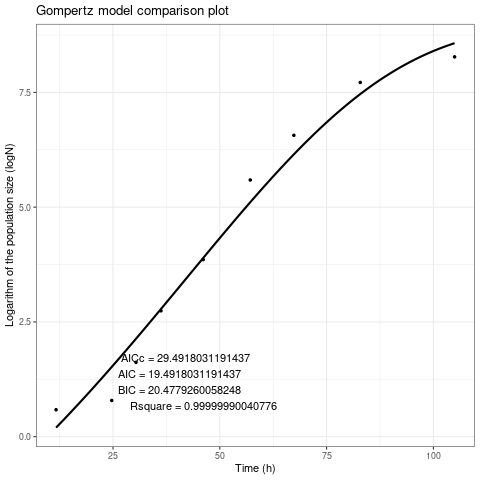 Gompertz model comparison plot
Logarithm of the population size (logN)
7.5
5.0
2.5
0.0
AICc = 29.4918031191437
AIC = 19.4918031191437
BIC = 20.4779260058248
Rsquare = 0.99999990040776
25
50
75
100
Time (h)